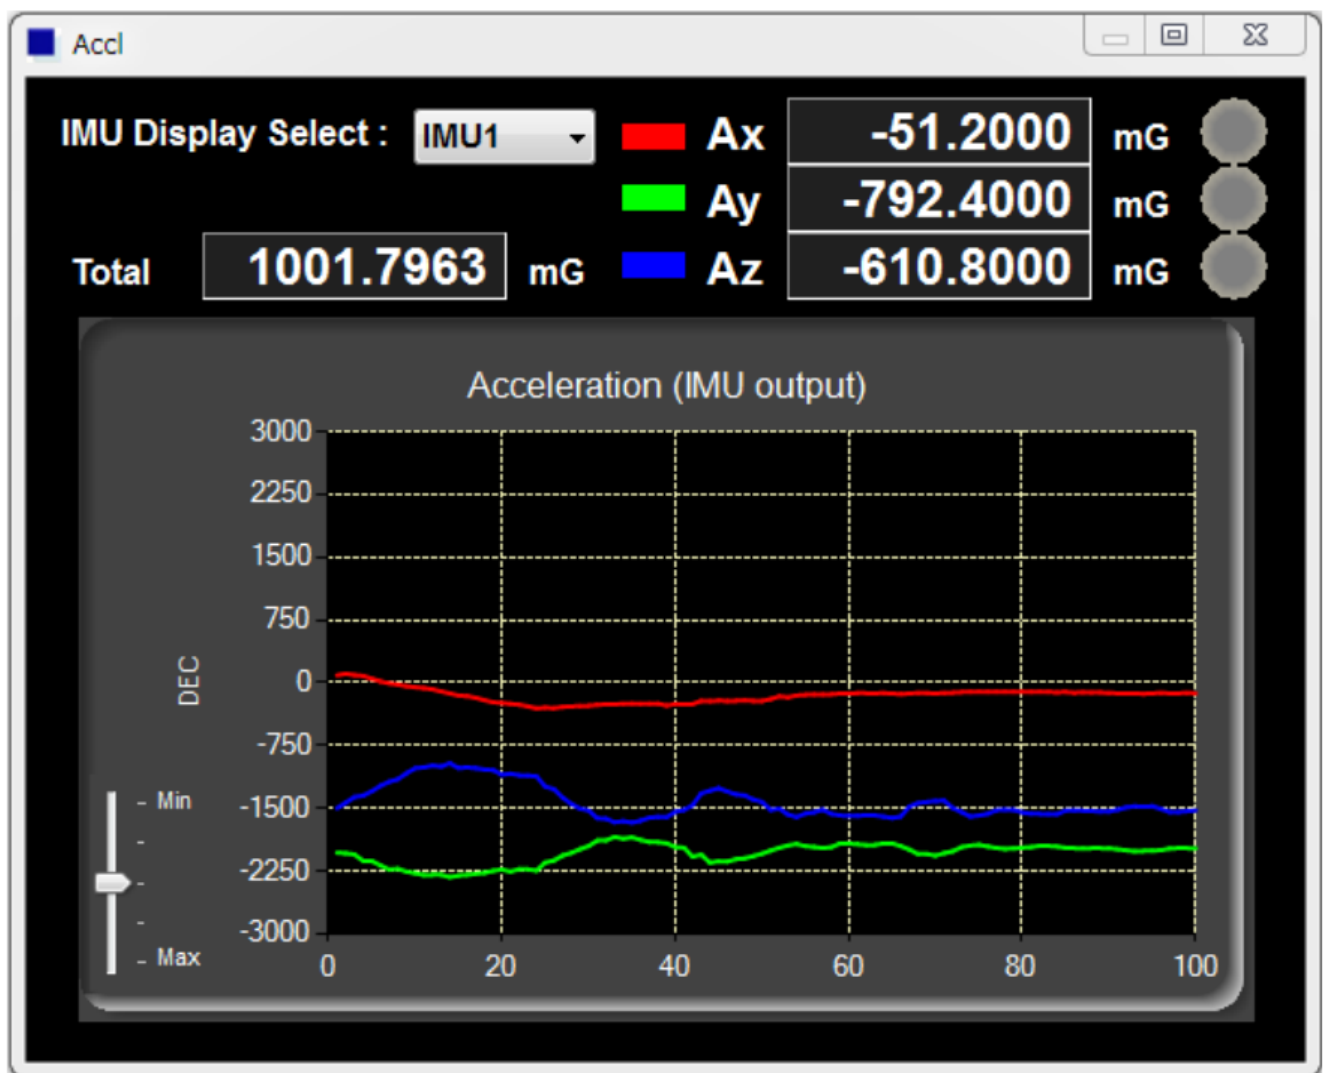 Accl
IMU Display Select : IMU1 Ax -51.2000 mG
Ay -792.4000 mG
Total 1001.7963 mG Az -610.8000 mG
Acceleration (IMU output)
3000
2250
1500
750
DEC
0
-750
Min
-1500
-2250
-3000
Max
0 20 40 60 80 100